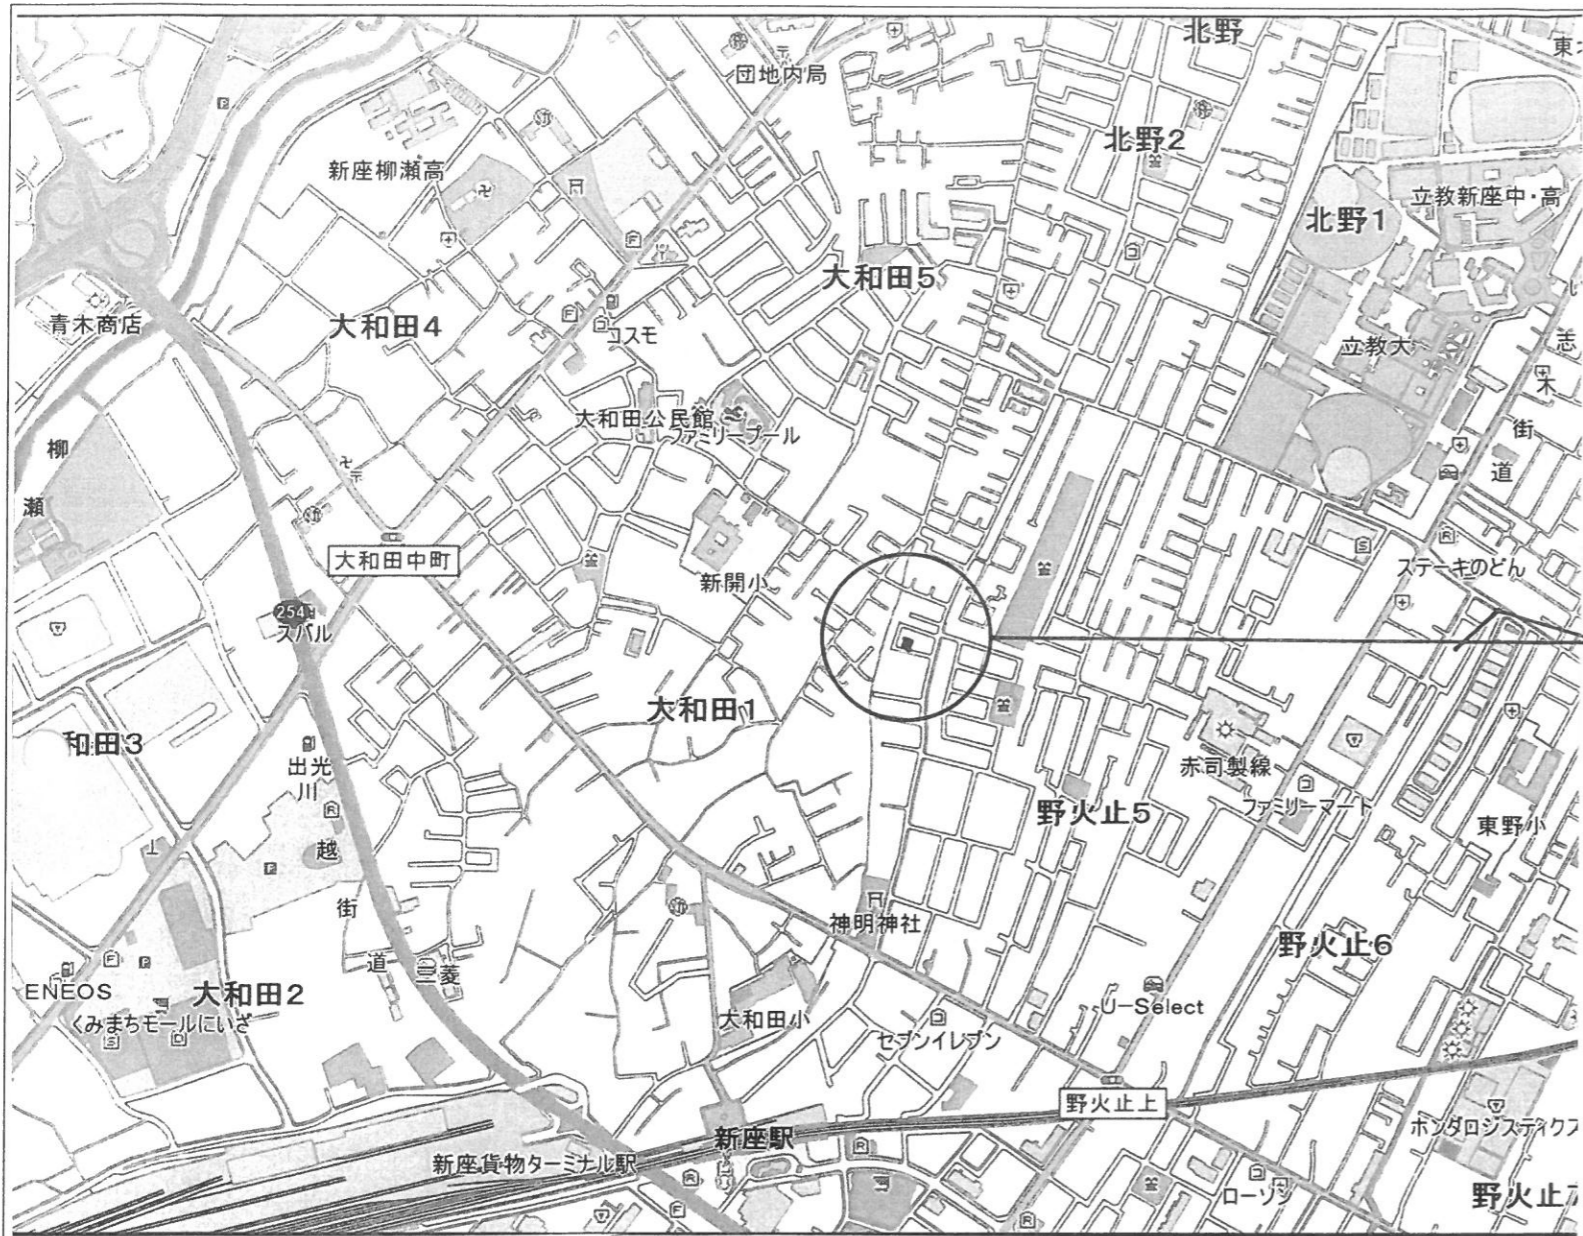 北野
団地内局
北野2
新座柳瀬高
立教新座中・高
北野1
大和田5
青木商店
大和田4
コスモ
立教大
志木街道
大和田公民館
ファミリープール
柳瀬
大和田中町
新開小
ステーキのどん
254
スバル
大和田1
和田3
出光
川越街道
赤司製線
ファミリーマート
野火止5
東野小
神明神社
野火止6
三菱
ENEOS
大和田2
くみまちモールにいざ
大和田小
セブンイレブン
U-Select
野火止上
新座駅
ホンダロジスティクス
新座貨物ターミナル駅
ローソン
野火止7